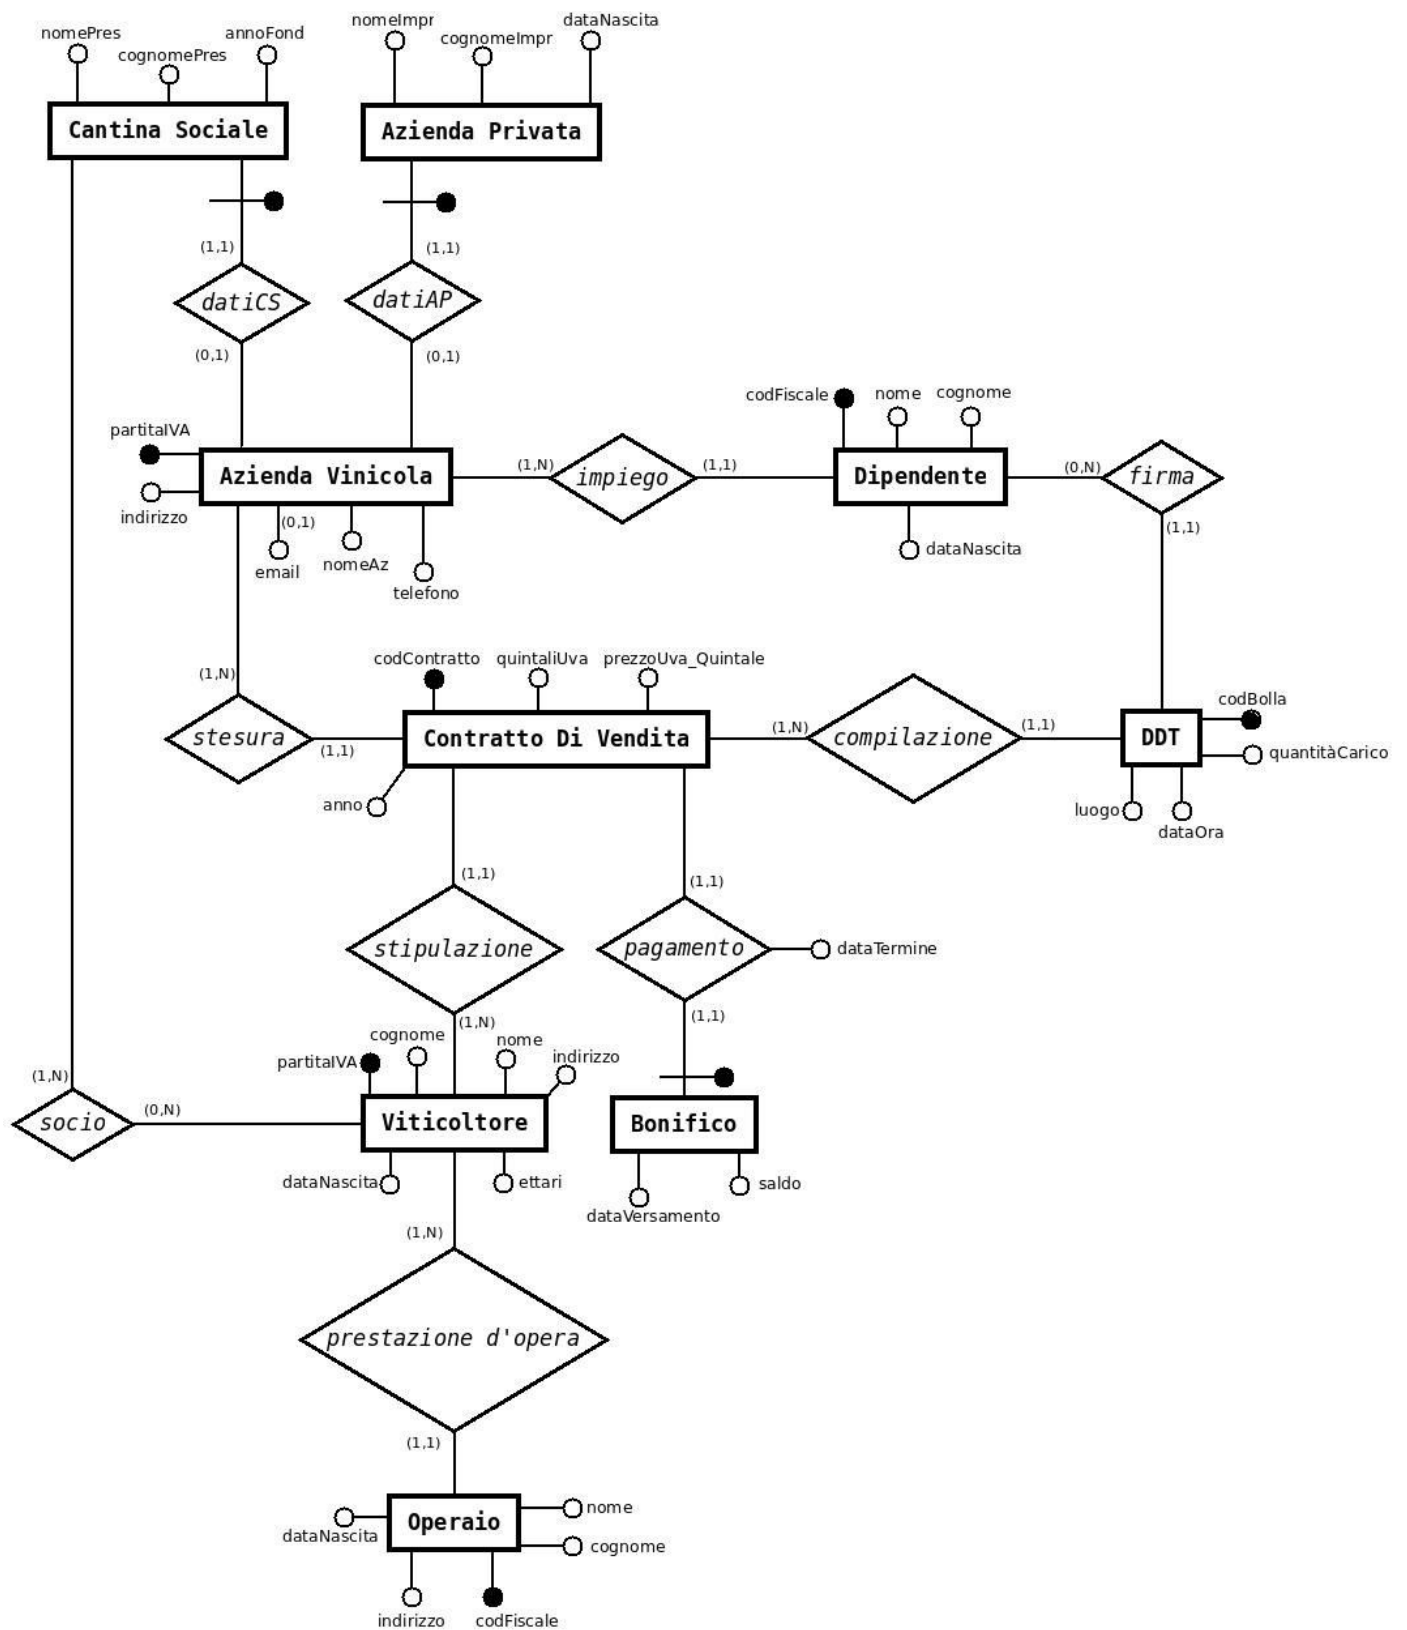 nomePres
cognomePres
annoFond
nomeImpr
cognomeImpr
dataNascita
Cantina Sociale
Azienda Privata
(1,1)
(1,1)
datiCS
datiAP
(0,1)
(0,1)
partitaIVA
indirizzo
Azienda Vinicola
(0,1)
email
nomeAz
telefono
(1,N)
impiego
(1,1)
codFiscale
nome
cognome
Dipendente
dataNascita
(0,N)
firma
(1,1)
(1,N)
stesura
(1,1)
codContratto
quintaliUva
prezzoUva_Quintale
Contratto Di Vendita
anno
(1,N)
compilazione
(1,1)
DDT
codBolla
quantitàCarico
luogo
dataOra
(1,1)
stipulazione
(1,N)
(1,1)
pagamento
dataTermine
(1,1)
(1,N)
socio
(0,N)
partitaIVA
cognome
nome
indirizzo
Viticoltore
dataNascita
ettari
Bonifico
dataVersamento
saldo
(1,N)
prestazione d'opera
(1,1)
Operaio
nome
cognome
dataNascita
indirizzo
codFiscale